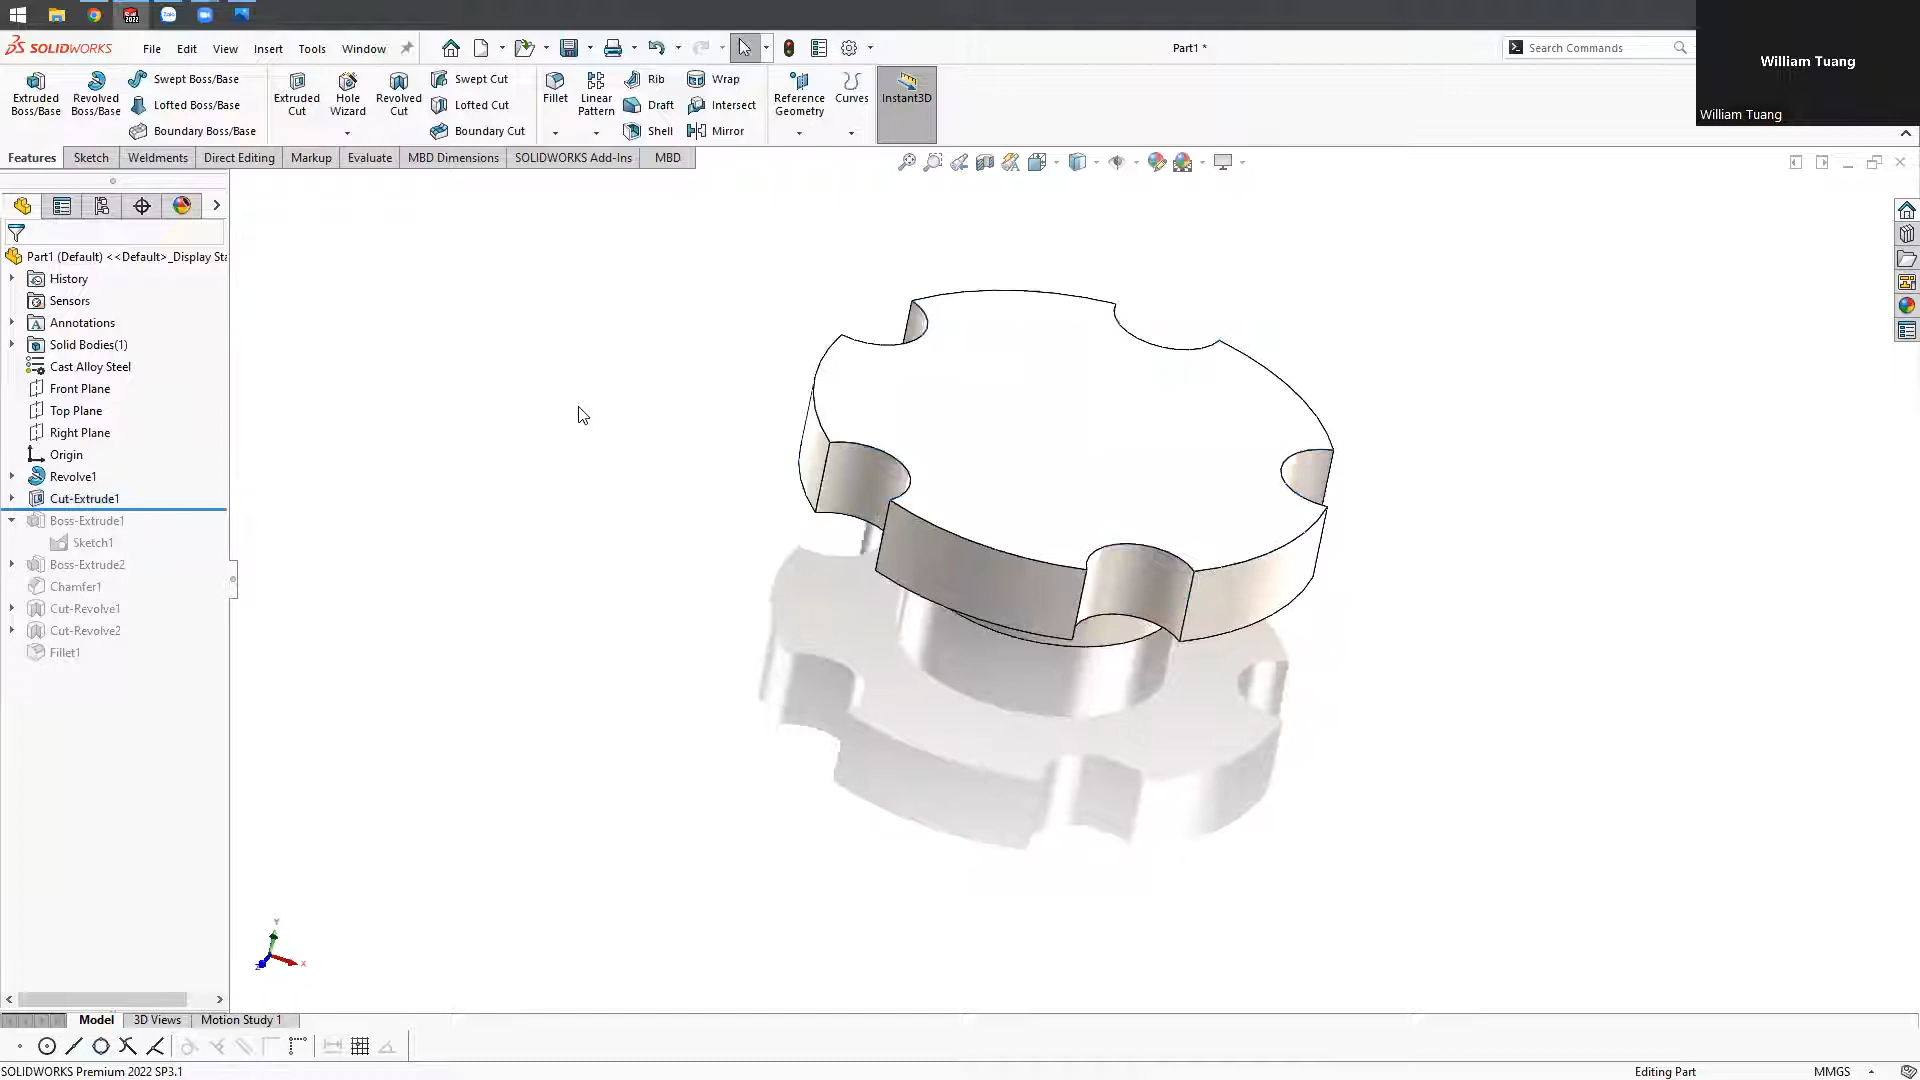 SOLIDWORKS File Edit View Insert Tools Window Part1 * Search Commands
William Tuang
William Tuang
Extruded Boss/Base
Revolved Boss/Base
Swept Boss/Base
Lofted Boss/Base
Boundary Boss/Base
Extruded Cut
Hole Wizard
Revolved Cut
Swept Cut
Lofted Cut
Boundary Cut
Fillet
Linear Pattern
Rib
Draft
Shell
Wrap
Intersect
Mirror
Reference Geometry
Curves
Instant3D
Features Sketch Weldments Direct Editing Markup Evaluate MBD Dimensions SOLIDWORKS Add-Ins MBD
Part1 (Default) <<Default>_Display Sta
History
Sensors
Annotations
Solid Bodies(1)
Cast Alloy Steel
Front Plane
Top Plane
Right Plane
Origin
Revolve1
Cut-Extrude1
Boss-Extrude1
Sketch1
Boss-Extrude2
Chamfer1
Cut-Revolve1
Cut-Revolve2
Fillet1
Y
X
Z
Model 3D Views Motion Study 1
SOLIDWORKS Premium 2022 SP3.1 Editing Part MMGS